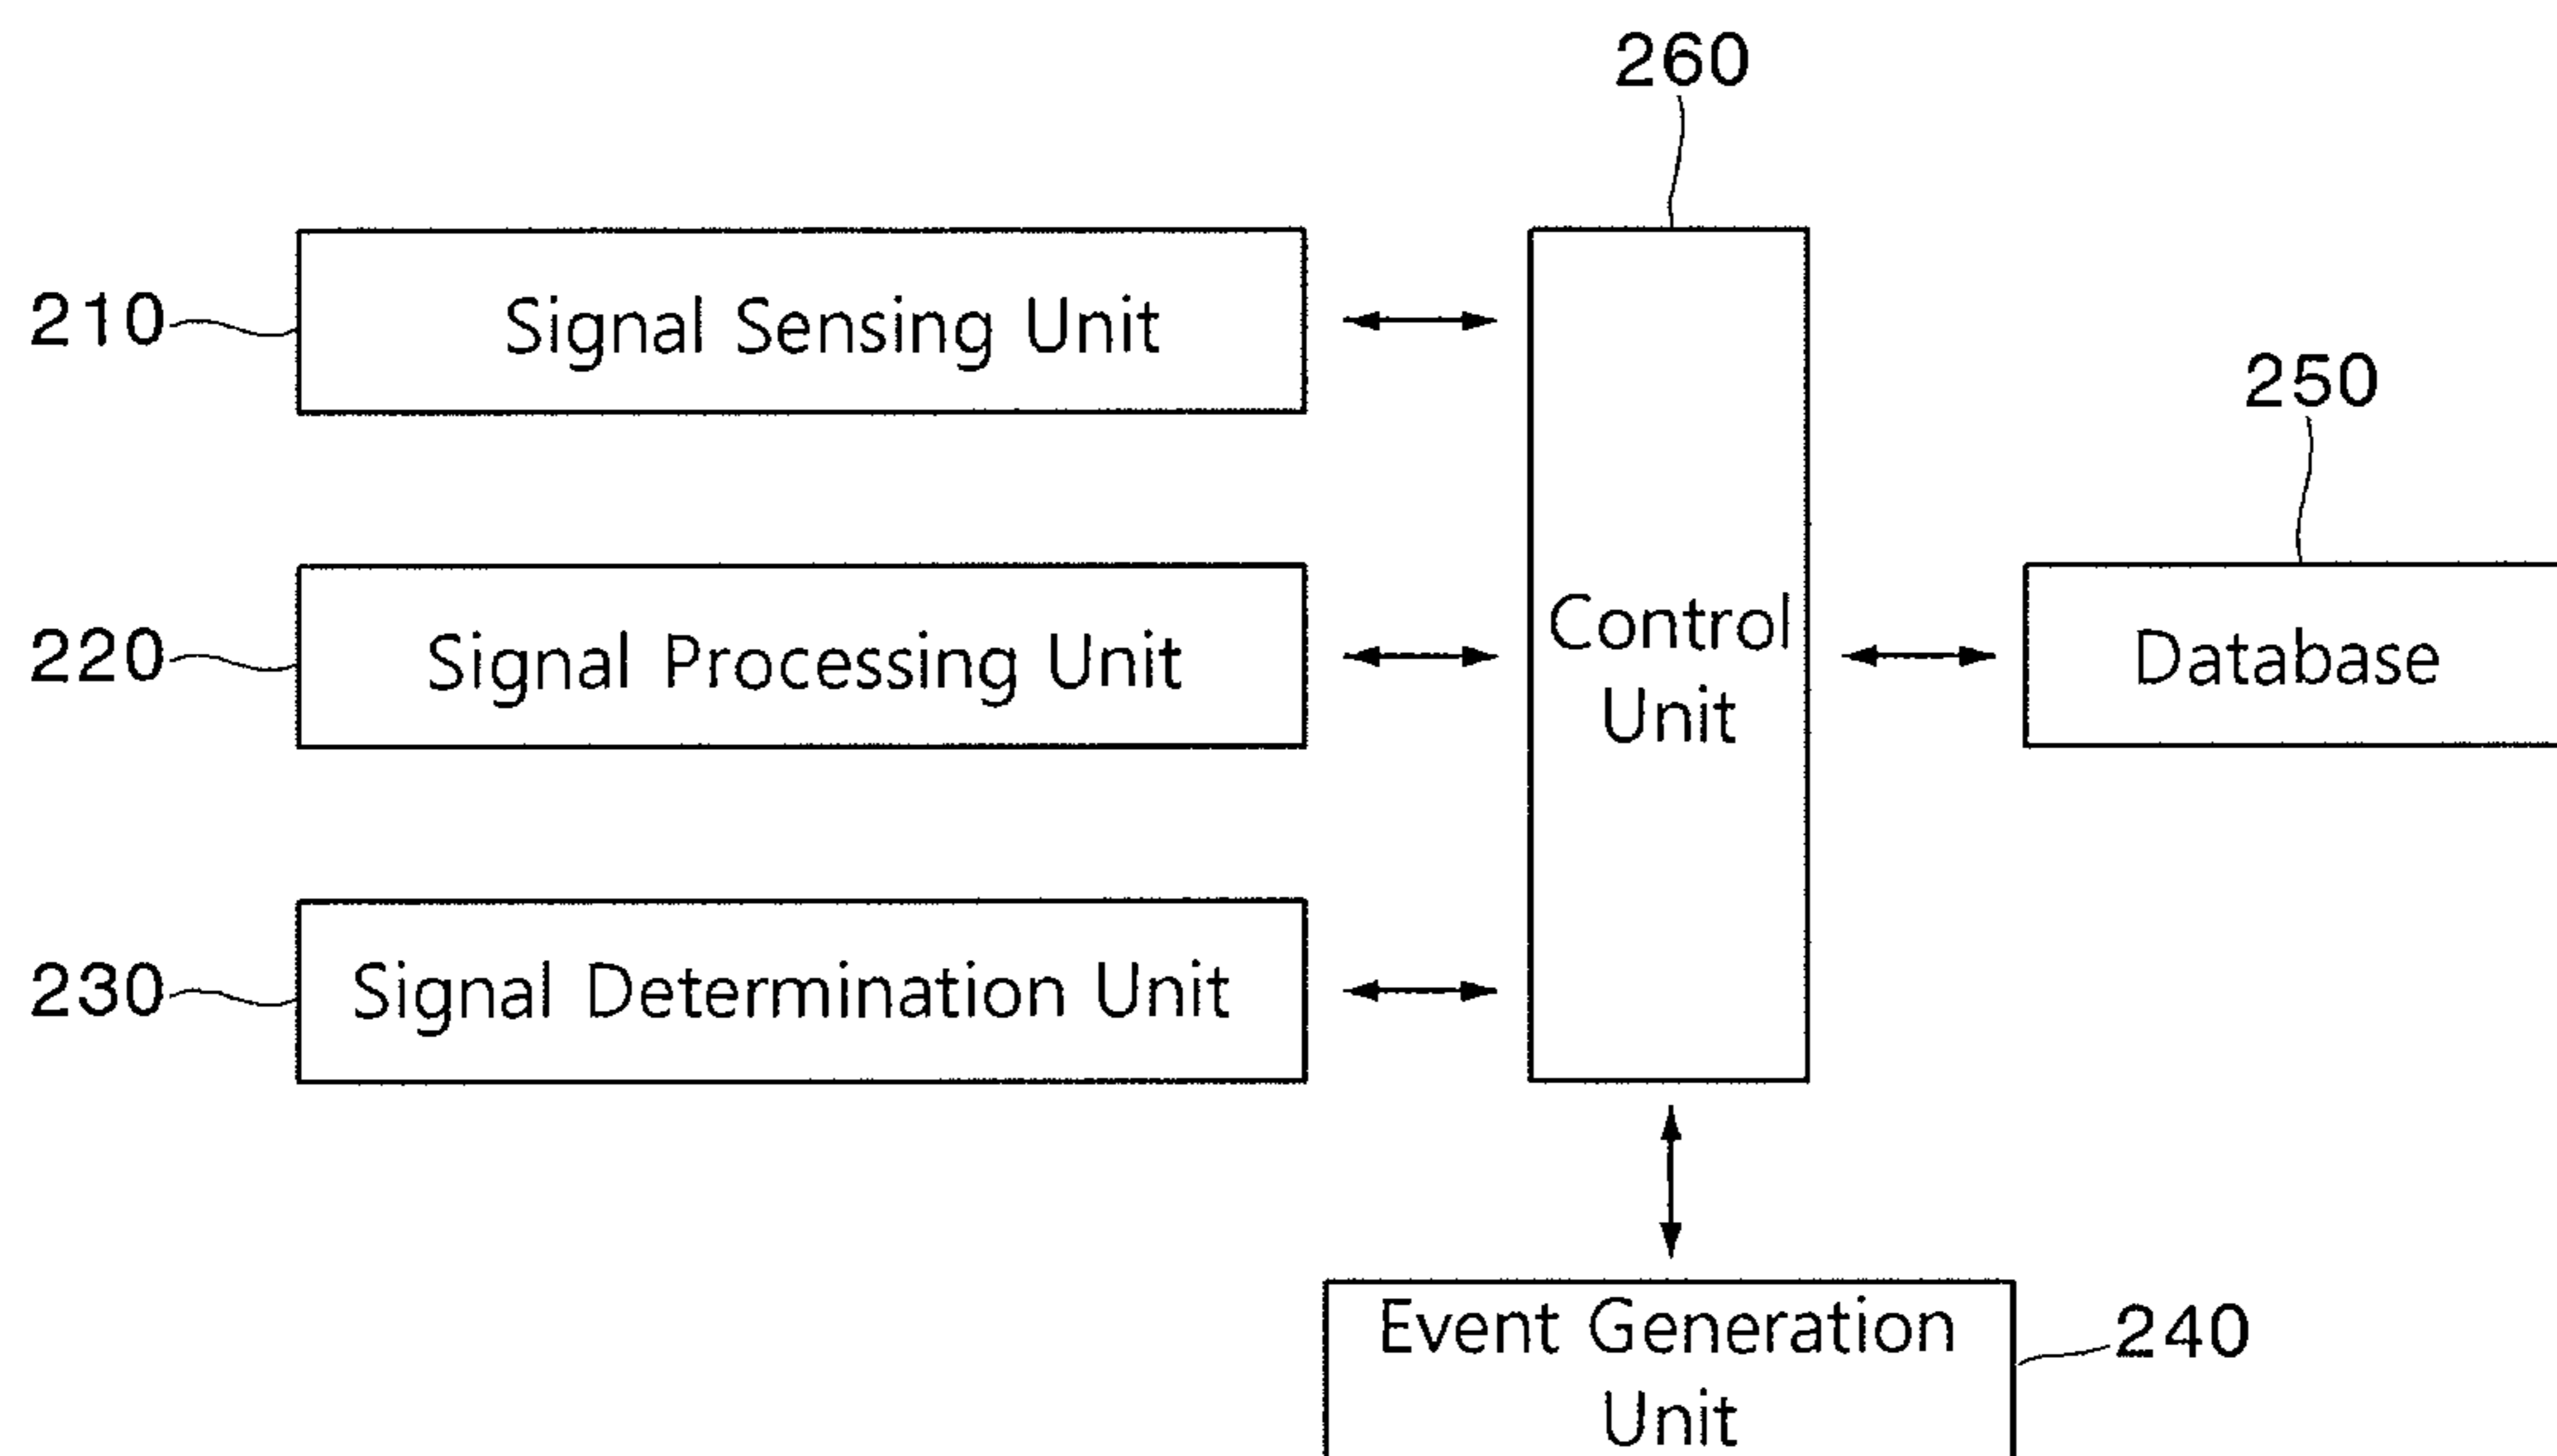 260
210
Signal Sensing Unit
250
220
Signal Processing Unit
Control
Unit
Database
230
Signal Determination Unit
Event Generation
Unit
240